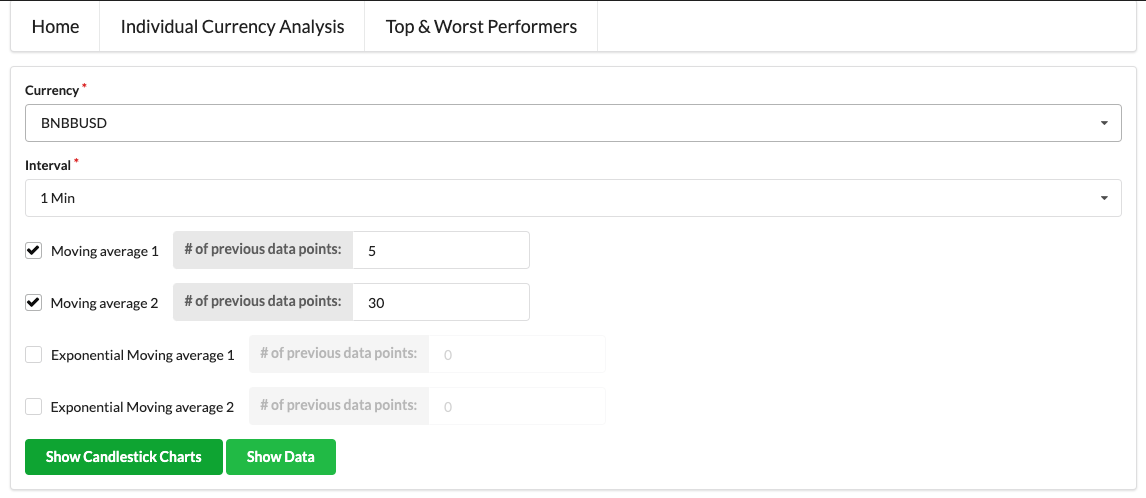 Home Individual Currency Analysis Top & Worst Performers
Currency *
BNBBUSD
Interval *
1 Min
Moving average 1 # of previous data points: 5
Moving average 2 # of previous data points: 30
Exponential Moving average 1 # of previous data points: 0
Exponential Moving average 2 # of previous data points: 0
Show Candlestick Charts Show Data